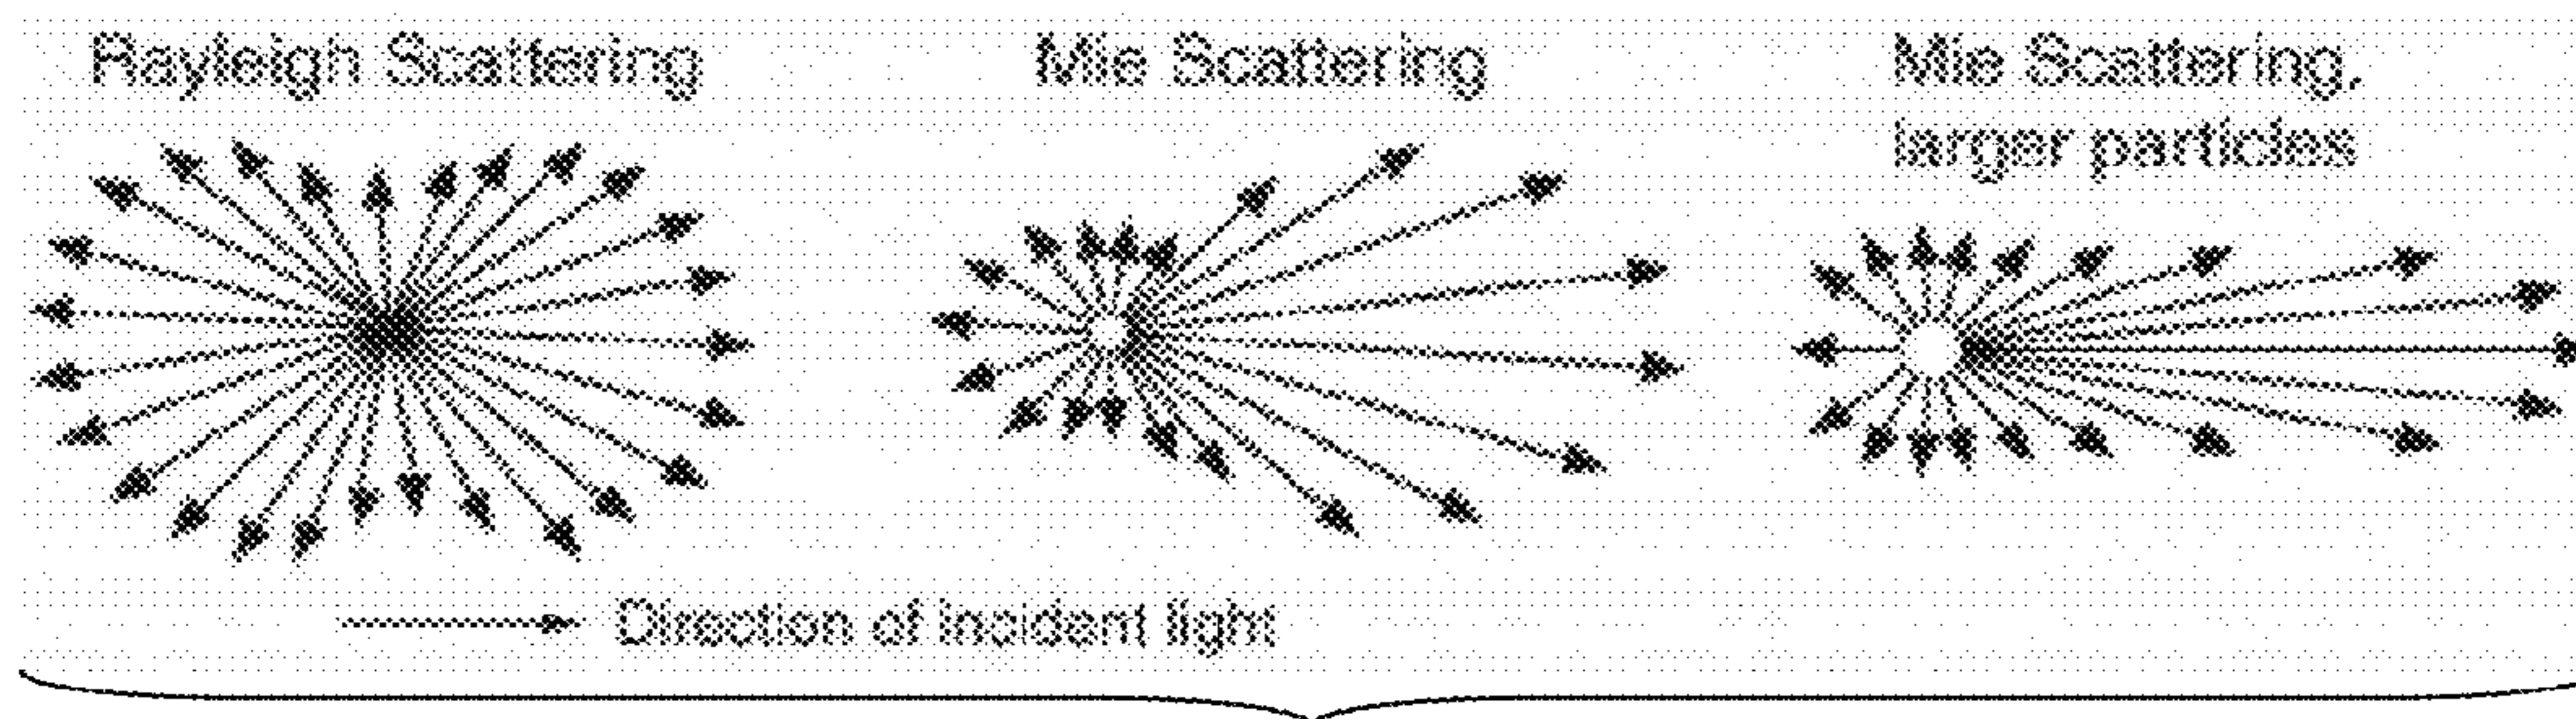 Rayleigh Scattering
Mie Scattering
Mie Scattering,
larger particles
Direction of incident light